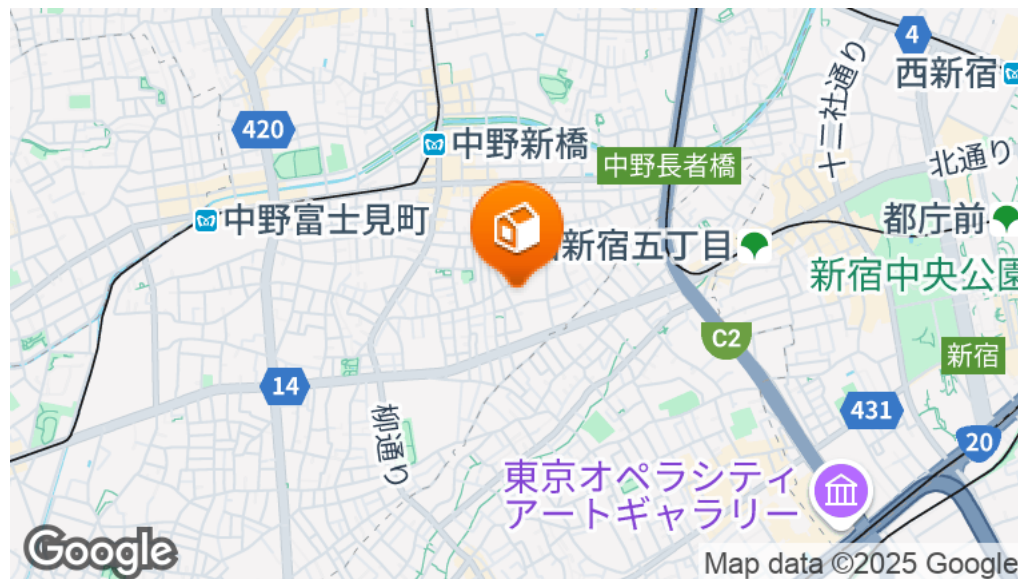 4
西新宿
十二社通り
420
中野新橋
中野長者橋
北通り
中野富士見町
新宿五丁目
都庁前
新宿中央公園
C2
新宿
14
柳通り
431
20
東京オペラシティ
アートギャラリー
Google
Map data ©2025 Google